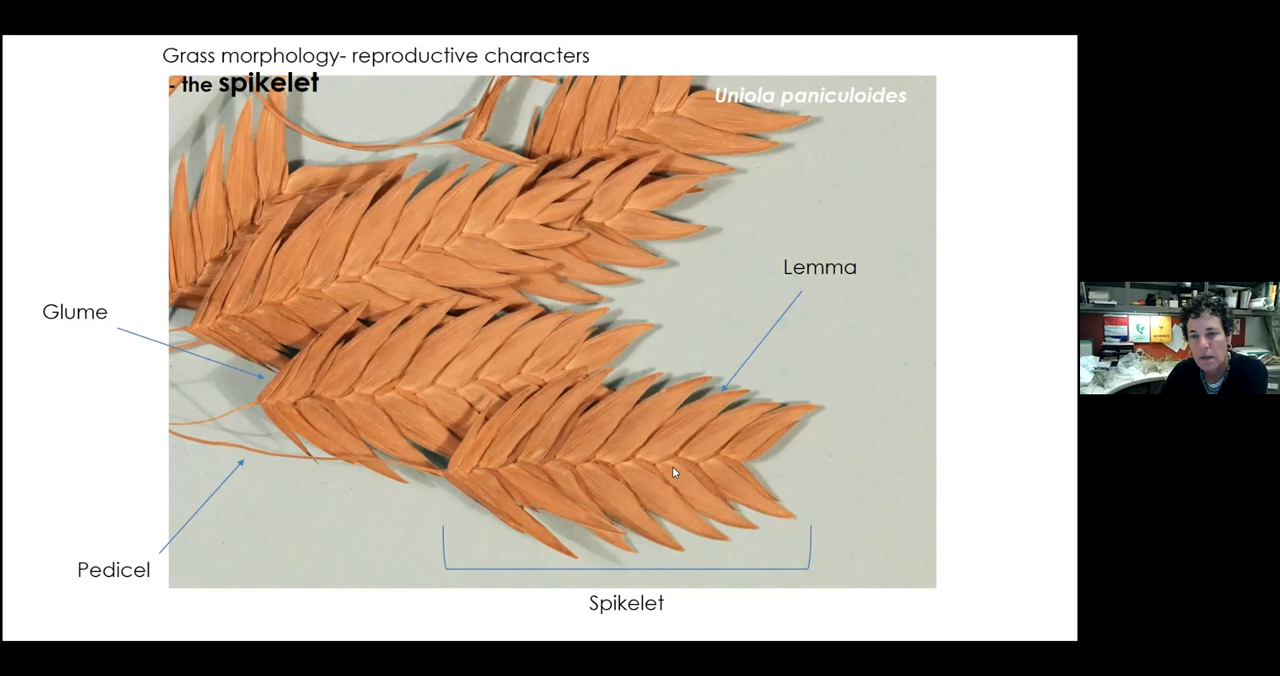 Grass morphology- reproductive characters
- the spikelet
Uniola paniculoides
Lemma
Glume
Pedicel
Spikelet